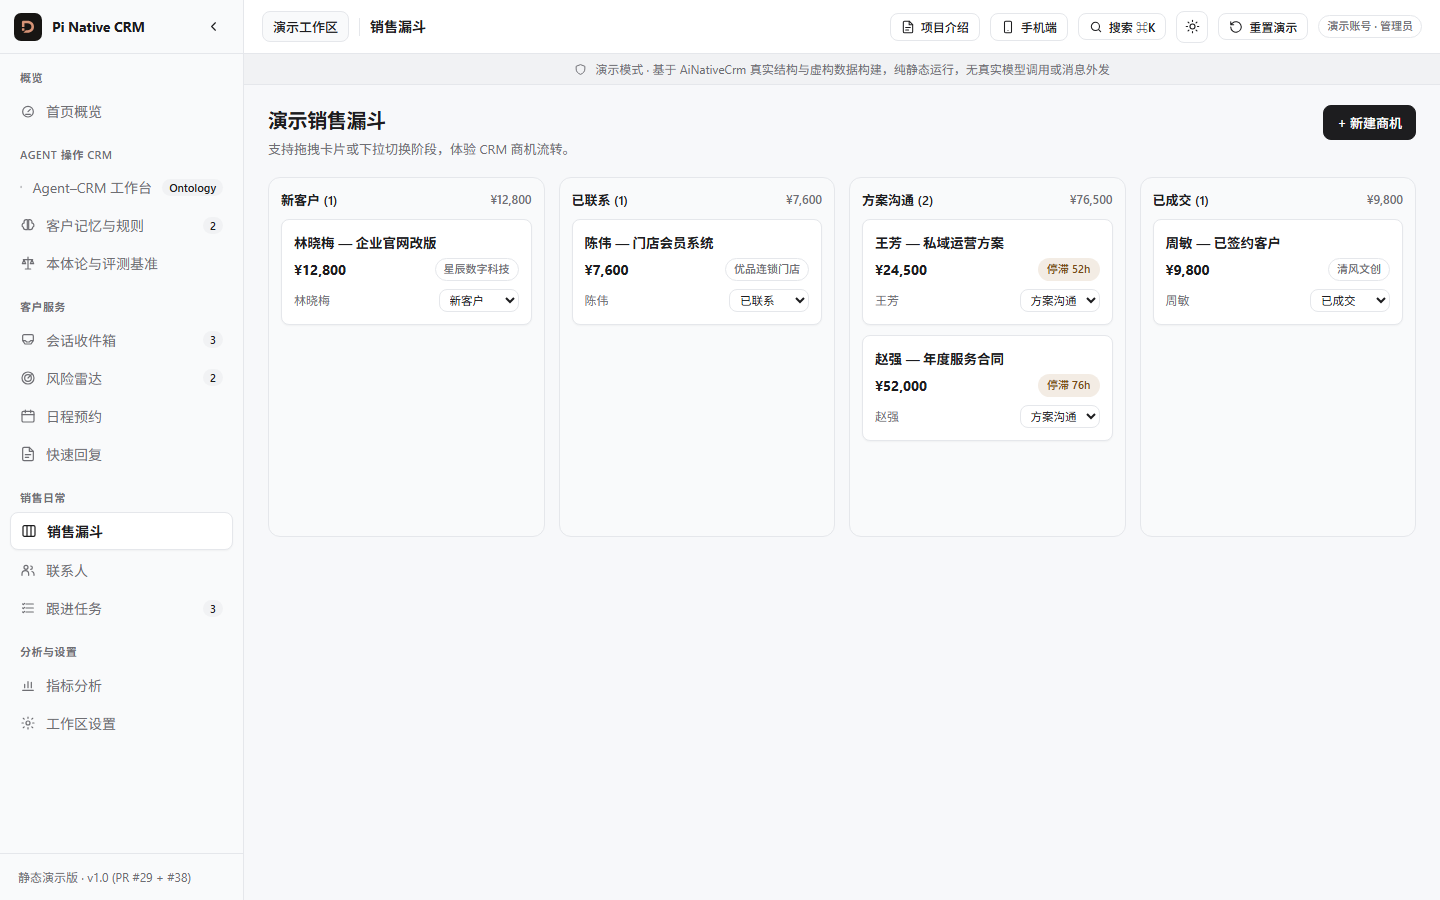 Pi Native CRM
概览
首页概览
AGENT 操作 CRM
Agent–CRM 工作台 Ontology
客户记忆与规则 2
本体论与评测基准
客户服务
会话收件箱 3
风险雷达 2
日程预约
快速回复
销售日常
销售漏斗
联系人
跟进任务 3
分析与设置
指标分析
工作区设置
静态演示版 · v1.0 (PR #29 + #38)
演示工作区 销售漏斗 项目介绍 手机端 搜索 ⌘K 重置演示 演示账号 · 管理员
演示模式 · 基于 AiNativeCrm 真实结构与虚构数据构建，纯静态运行，无真实模型调用或消息外发
演示销售漏斗
+ 新建商机
支持拖拽卡片或下拉切换阶段，体验 CRM 商机流转。
新客户 (1) ¥12,800
林晓梅 — 企业官网改版
¥12,800 星辰数字科技
林晓梅 新客户
已联系 (1) ¥7,600
陈伟 — 门店会员系统
¥7,600 优品连锁门店
陈伟 已联系
方案沟通 (2) ¥76,500
王芳 — 私域运营方案
¥24,500 停滞 52h
王芳 方案沟通
赵强 — 年度服务合同
¥52,000 停滞 76h
赵强 方案沟通
已成交 (1) ¥9,800
周敏 — 已签约客户
¥9,800 清风文创
周敏 已成交